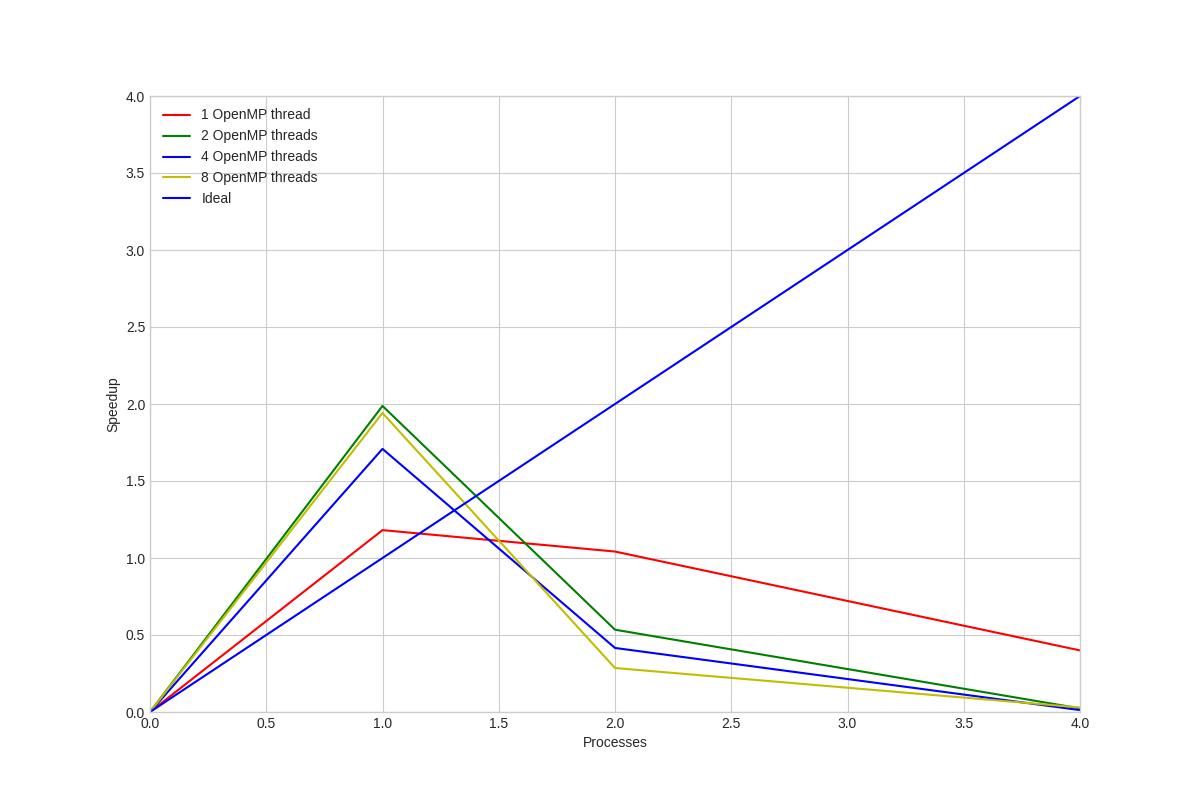 4.0
3.5
3.0
2.5
2.0
1.5
1.0
0.5
0.0
Speedup
1 OpenMP thread
2 OpenMP threads
4 OpenMP threads
8 OpenMP threads
Ideal
0.0 0.5 1.0 1.5 2.0 2.5 3.0 3.5 4.0
Processes